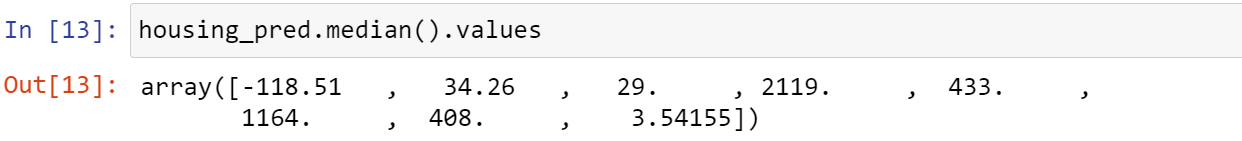 In [13]: housing_pred.median().values
Out[13]: array([-118.51   ,   34.26   ,   29.     , 2119.     ,  433.     ,
       1164.     ,  408.     ,    3.54155])